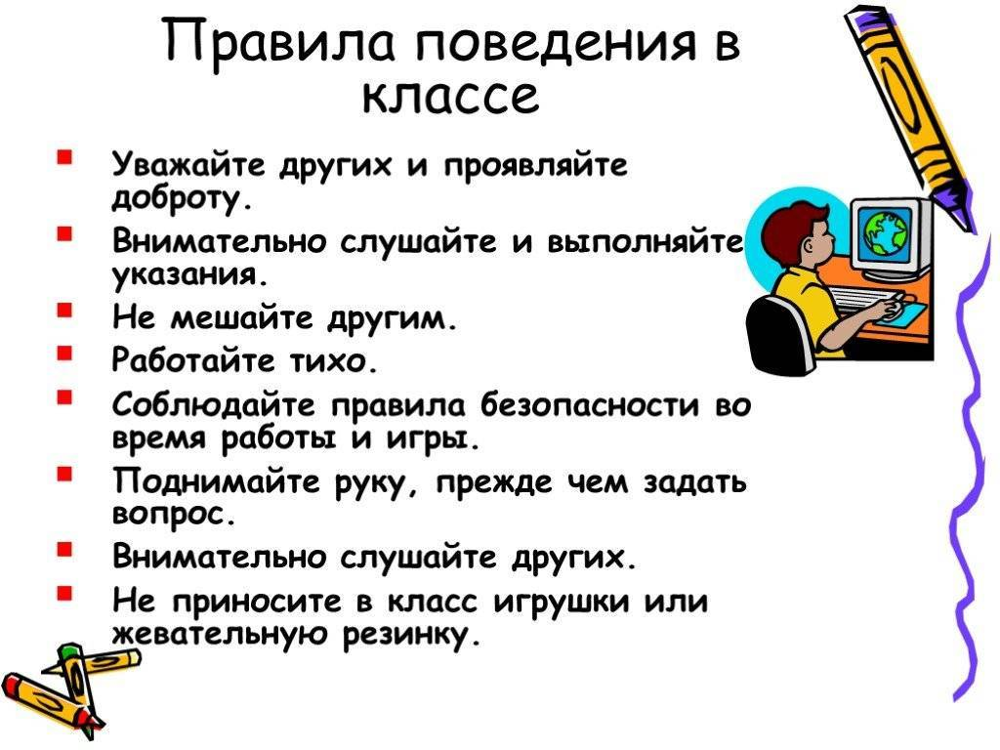 Правила поведения в
классе
Уважайте других и проявляйте
доброту.
Внимательно слушайте и выполняйте
указания.
Не мешайте другим.
Работайте тихо.
Соблюдайте правила безопасности во
время работы и игры.
Поднимайте руку, прежде чем задать
вопрос.
Внимательно слушайте других.
Не приносите в класс игрушки или
жевательную резинку.